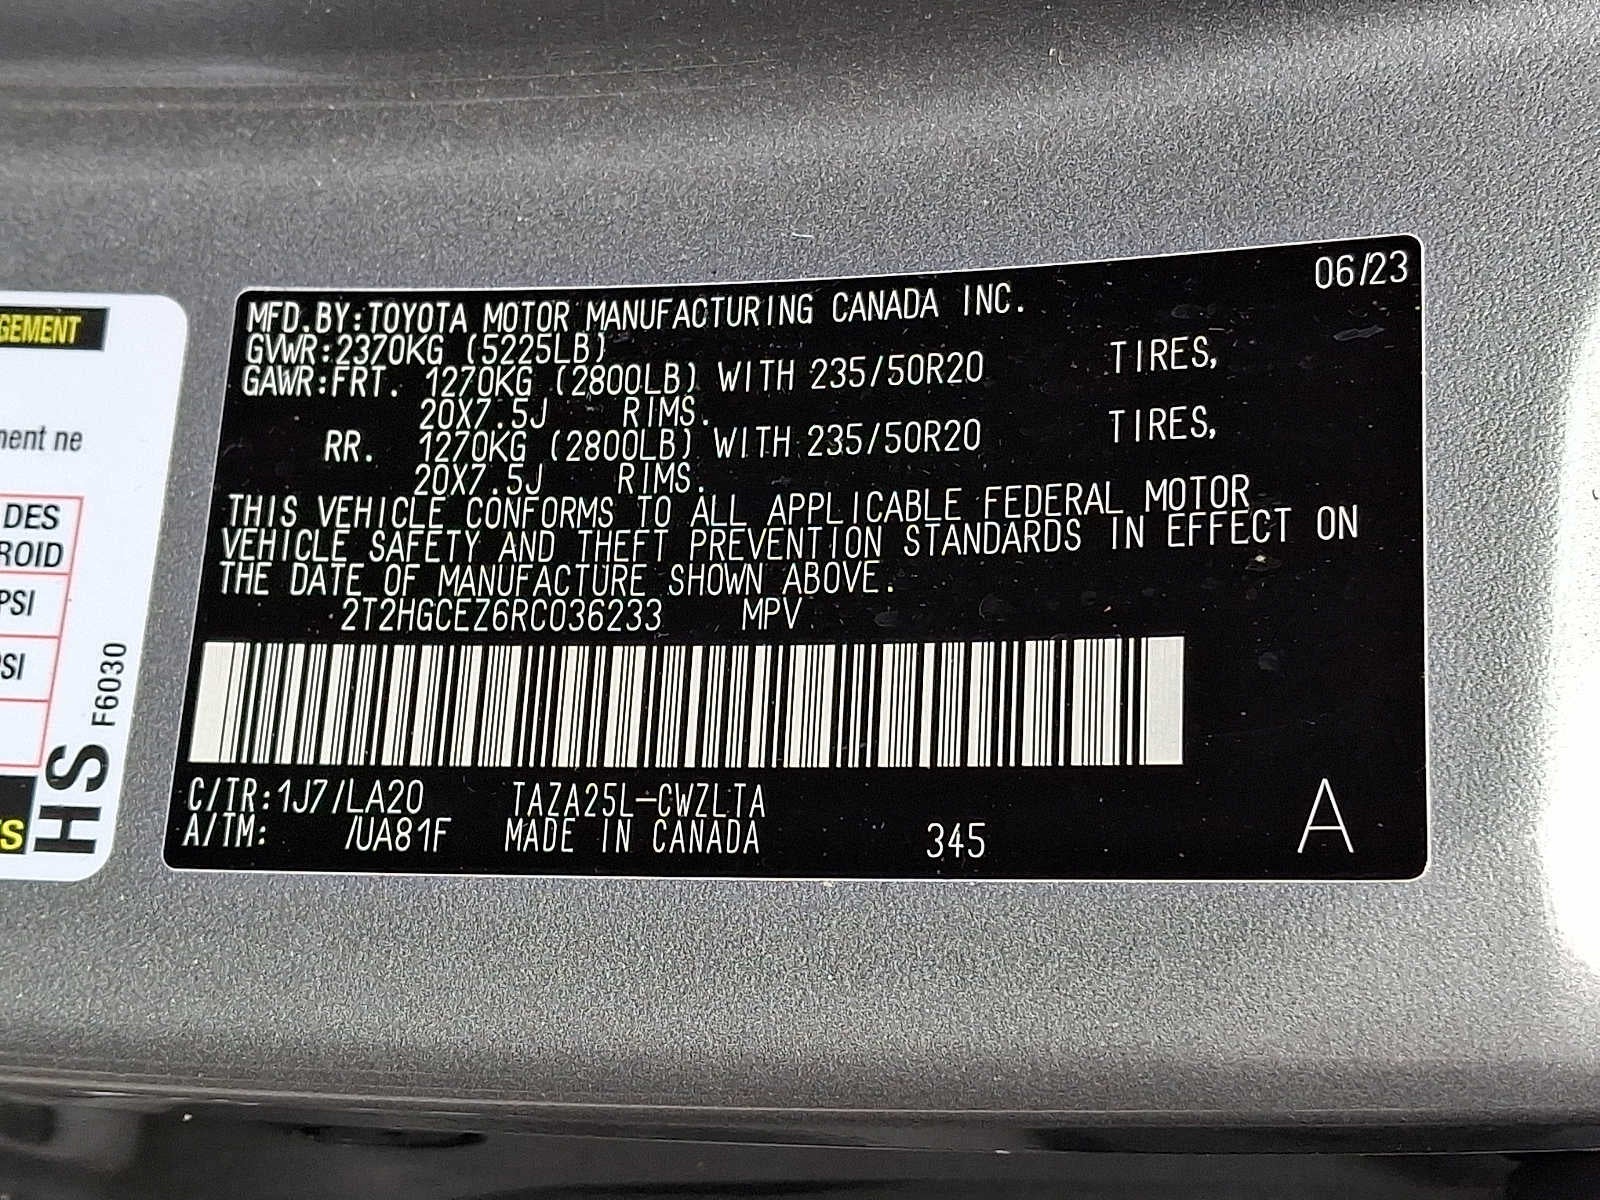 GEMENT
ment ne
DES
ROID
PSI
PSI
F6030
HS
S
06/23
MFD.BY:TOYOTA MOTOR MANUFACTURING CANADA INC.
GVWR:2370KG (5225LB)
GAWR:FRT. 1270KG (2800LB) WITH 235/50R20 TIRES,
20X7.5J RIMS.
RR. 1270KG (2800LB) WITH 235/50R20 TIRES,
20X7.5J RIMS.
THIS VEHICLE CONFORMS TO ALL APPLICABLE FEDERAL MOTOR
VEHICLE SAFETY AND THEFT PREVENTION STANDARDS IN EFFECT ON
THE DATE OF MANUFACTURE SHOWN ABOVE.
2T2HGCEZ6RC036233 MPV
C/TR:1J7/LA20 TAZA25L-CWZLTA
A/TM: /UA81F MADE IN CANADA 345 A